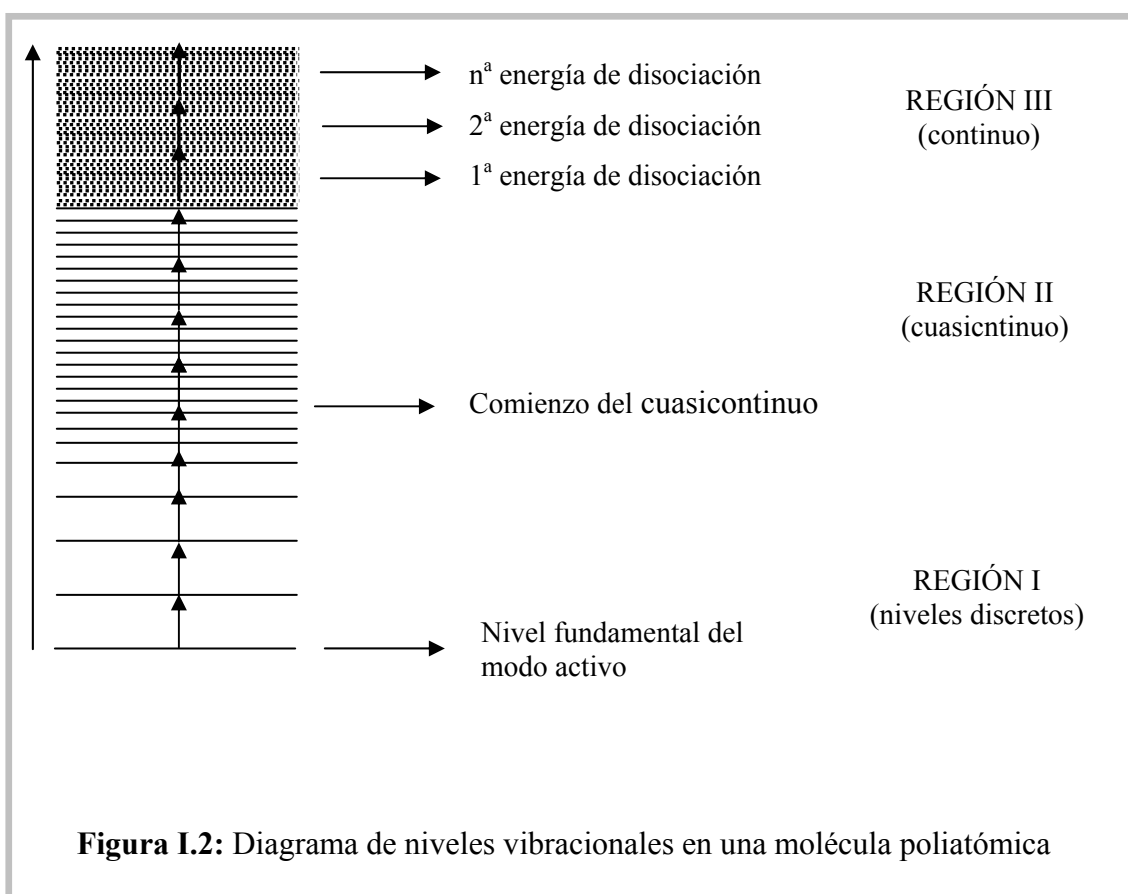 nª energía de disociación
2ª energía de disociación
1ª energía de disociación
REGIÓN III
(continuo)
REGIÓN II
(cuasicntinuo)
Comienzo del cuasicontinuo
REGIÓN I
(niveles discretos)
Nivel fundamental del
modo activo
Figura I.2: Diagrama de niveles vibracionales en una molécula poliatómica